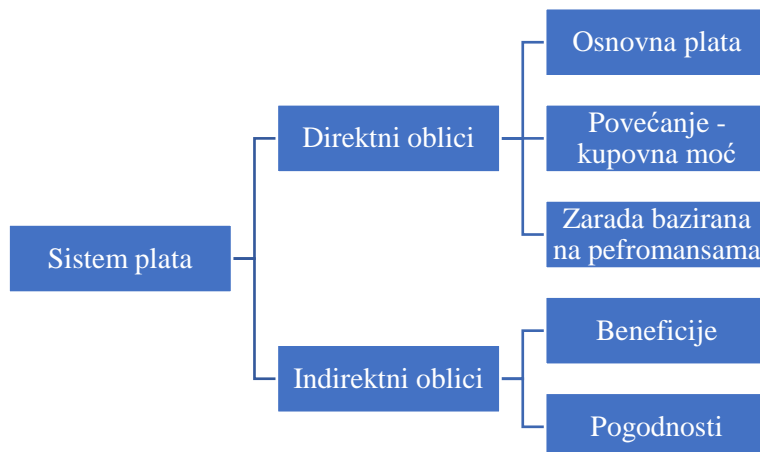 Sistem plata
Direktni oblici
Osnovna plata
Povećanje -
kupovna moć
Zarada bazirana
na pefromansama
Indirektni oblici
Beneficije
Pogodnosti